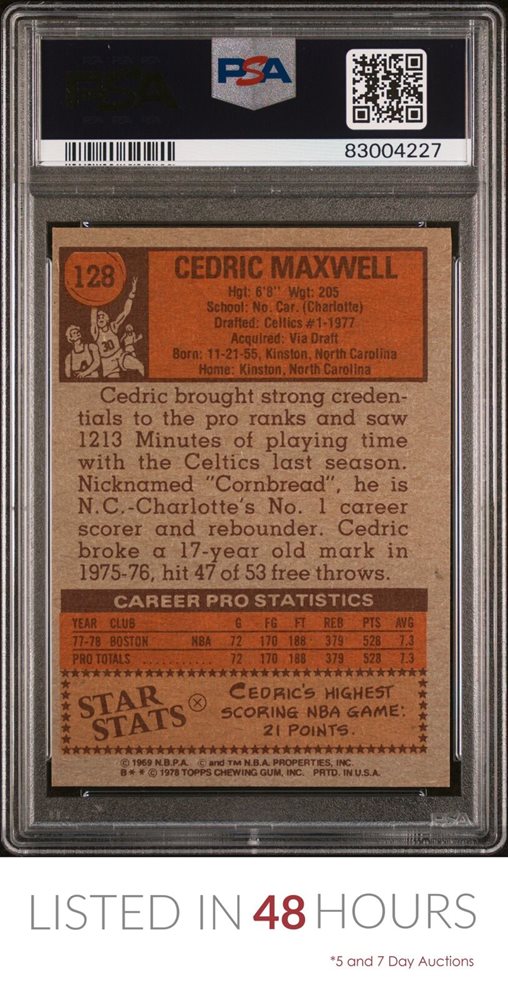 PSA
83004227
128
CEDRIC MAXWELL
Hgt: 6'8" Wgt: 205
School: No. Car. (Charlotte)
Drafted: Celtics #1-1977
Acquired: Via Draft
Born: 11-21-55, Kinston, North Carolina
Home: Kinston, North Carolina
Cedric brought strong creden-
tials to the pro ranks and saw
1213 Minutes of playing time
with the Celtics last season.
Nicknamed "Cornbread", he is
N.C.-Charlotte's No. 1 career
scorer and rebounder. Cedric
broke a 17-year old mark in
1975-76, hit 47 of 53 free throws.
CAREER PRO STATISTICS
YEAR CLUB G FG FT REB PTS AVG
77-78 BOSTON NBA 72 170 188 379 528 7.3
PRO TOTALS ........... 72 170 188 379 528 7.3
STAR STATS
CEDRIC'S HIGHEST
SCORING NBA GAME:
21 POINTS.
© 1969 N.B.P.A. © and TM N.B.A. PROPERTIES, INC.
B * * © 1978 TOPPS CHEWING GUM, INC. PRTD. IN U.S.A.
PSA
LISTED IN 48 HOURS
*5 and 7 Day Auctions